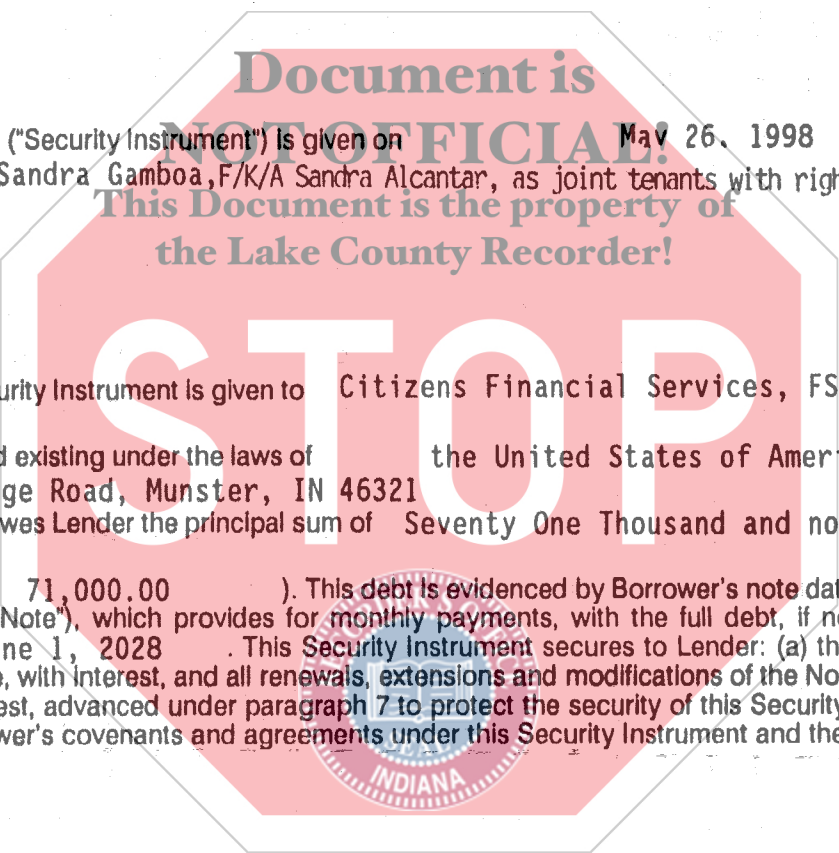 Document is
("Security Instrument") is given on May 26, 1998
NOT OFFICIAL!
Sandra Gamboa,F/K/A Sandra Alcantar, as joint tenants with righ
This Document is the property of
the Lake County Recorder!
STOP
urity Instrument is given to Citizens Financial Services, FS
d existing under the laws of the United States of Ameri
ge Road, Munster, IN 46321
wes Lender the principal sum of Seventy One Thousand and no
71,000.00 ). This debt is evidenced by Borrower's note dat
Note"), which provides for monthly payments, with the full debt, if n
ne 1, 2028 . This Security Instrument secures to Lender: (a) th
, with interest, and all renewals, extensions and modifications of the No
est, advanced under paragraph 7 to protect the security of this Security
wer's covenants and agreements under this Security Instrument and the
SEAL
INDIANA